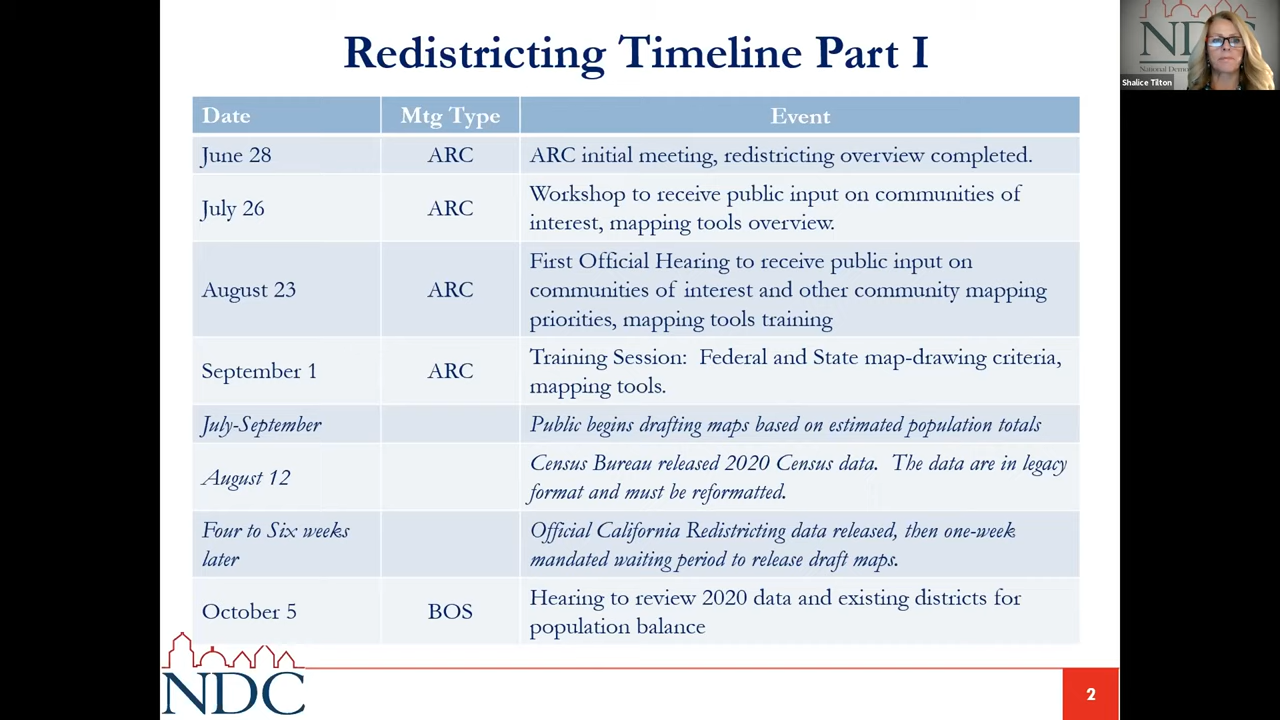 Redistricting Timeline Part I
Date Mtg Type Event
June 28 ARC ARC initial meeting, redistricting overview completed.
July 26 ARC Workshop to receive public input on communities of
interest, mapping tools overview.
August 23 ARC First Official Hearing to receive public input on
communities of interest and other community mapping
priorities, mapping tools training
September 1 ARC Training Session: Federal and State map-drawing criteria,
mapping tools.
July-September Public begins drafting maps based on estimated population totals
August 12 Census Bureau released 2020 Census data. The data are in legacy
format and must be reformatted.
Four to Six weeks Official California Redistricting data released, then one-week
later mandated waiting period to release draft maps.
October 5 BOS Hearing to review 2020 data and existing districts for
population balance
NDC
2
ND
National
Shalice Tilton